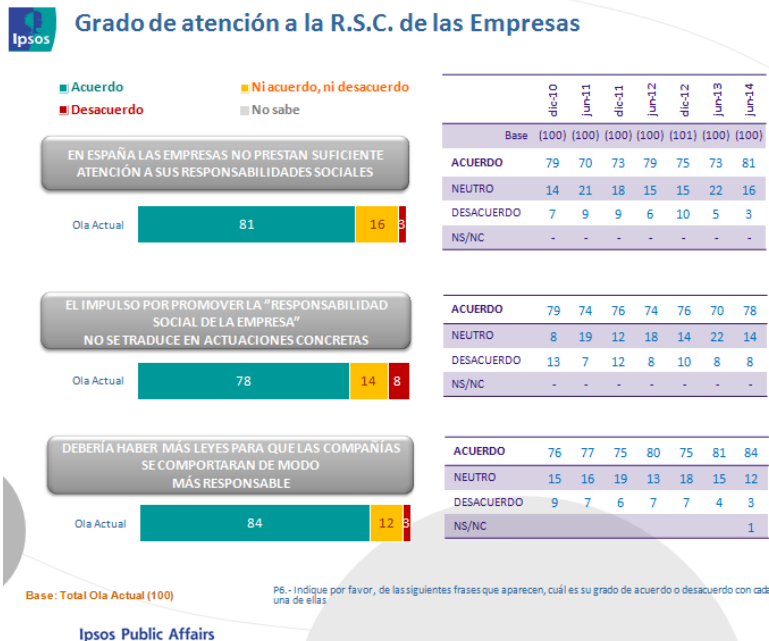 Ipsos
Grado de atención a la R.S.C. de las Empresas
Acuerdo
Ni acuerdo, ni desacuerdo
Desacuerdo
No sabe
dic-10 jun-11 dic-11 jun-12 dic-12 jun-13 jun-14
Base (100) (100) (100) (100) (101) (100) (100)
EN ESPAÑA LAS EMPRESAS NO PRESTAN SUFICIENTE
ATENCIÓN A SUS RESPONSABILIDADES SOCIALES
Ola Actual 81 16 3
ACUERDO 79 70 73 79 75 73 81
NEUTRO 14 21 18 15 15 22 16
DESACUERDO 7 9 9 6 10 5 3
NS/NC - - - - - - -
EL IMPULSO POR PROMOVER LA "RESPONSABILIDAD
SOCIAL DE LA EMPRESA"
NO SE TRADUCE EN ACTUACIONES CONCRETAS
Ola Actual 78 14 8
ACUERDO 79 74 76 74 76 70 78
NEUTRO 8 19 12 18 14 22 14
DESACUERDO 13 7 12 8 10 8 8
NS/NC - - - - - - -
DEBERÍA HABER MÁS LEYES PARA QUE LAS COMPAÑÍAS
SE COMPORTARAN DE MODO
MÁS RESPONSABLE
Ola Actual 84 12 3
ACUERDO 76 77 75 80 75 81 84
NEUTRO 15 16 19 13 18 15 12
DESACUERDO 9 7 6 7 7 4 3
NS/NC 1
Base: Total Ola Actual (100)
P6.- Indique por favor, de las siguientes frases que aparecen, cuál es su grado de acuerdo o desacuerdo con cada
una de ellas
Ipsos Public Affairs